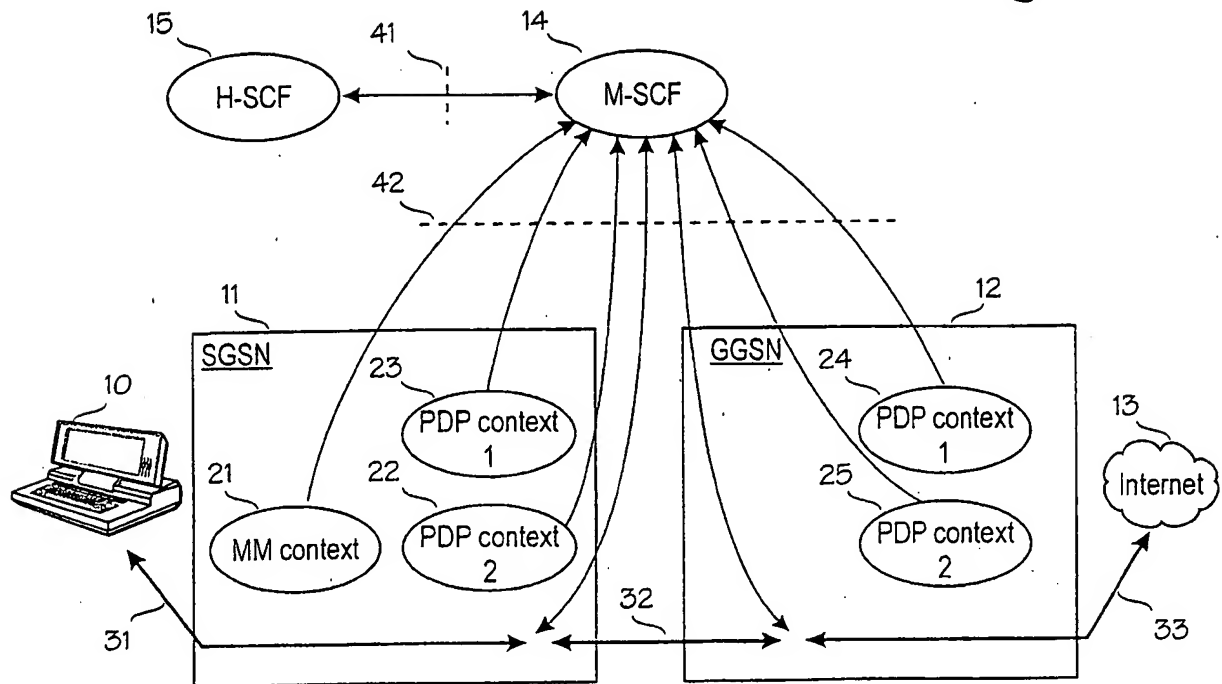 15
41
14
H-SCF
M-SCF
42
11
12
SGSN
GGSN
10
23
24
13
PDP context
1
PDP context
1
21
22
25
Internet
MM context
PDP context
2
PDP context
2
31
32
33